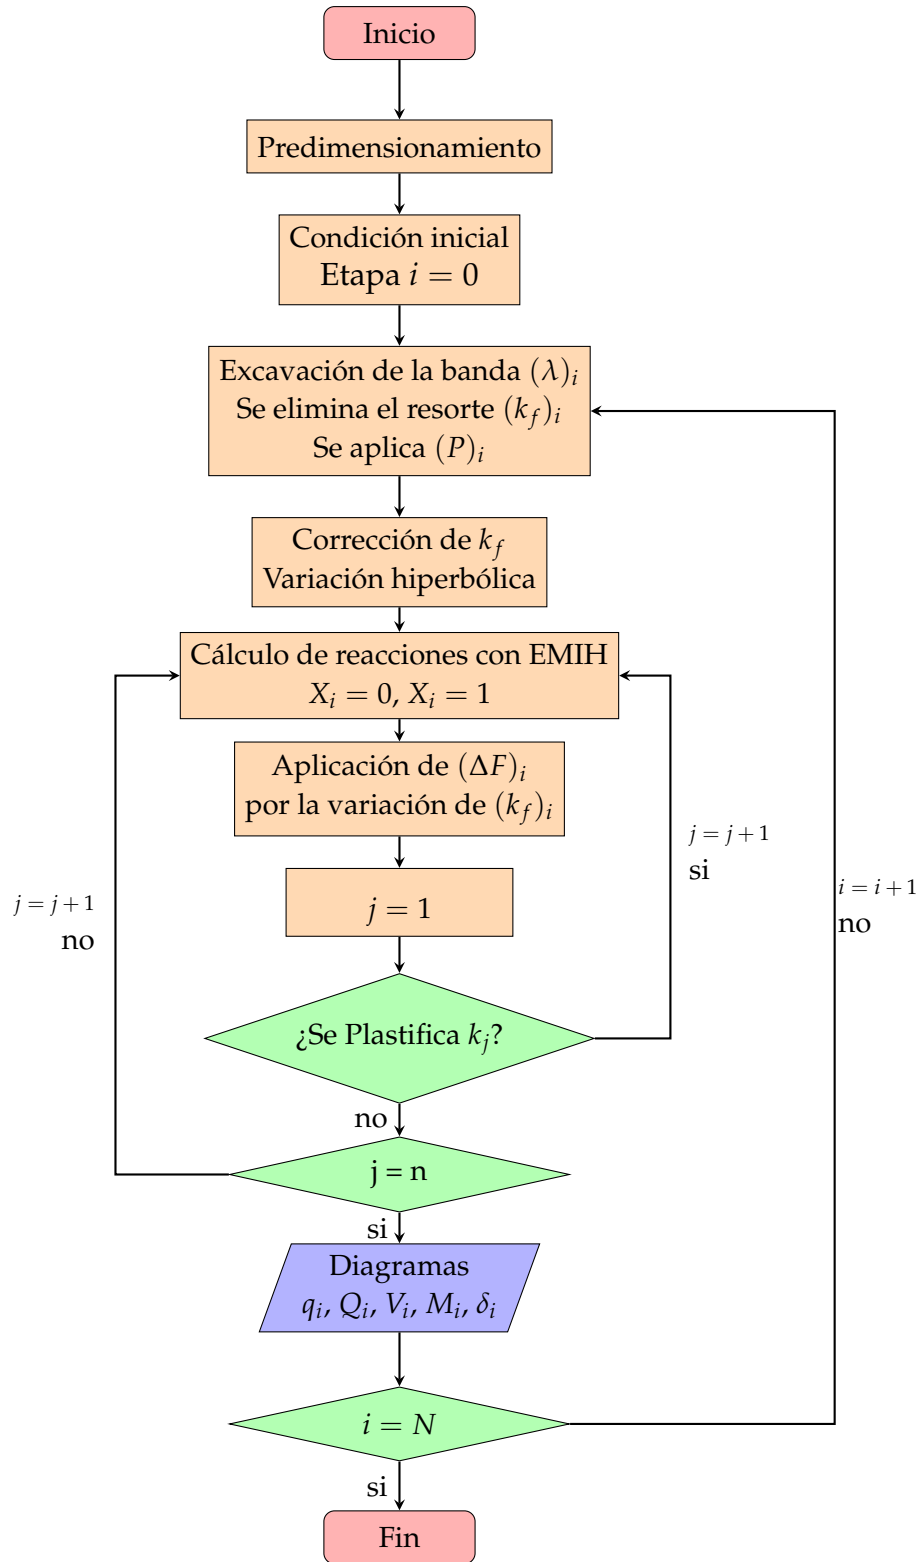 Inicio
Predimensionamiento
Condición inicial
Etapa $i = 0$
Excavación de la banda $(\lambda)_i$
Se elimina el resorte $(k_f)_i$
Se aplica $(P)_i$
Corrección de $k_f$
Variación hiperbólica
Cálculo de reacciones con EMIH
$X_i = 0, X_i = 1$
Aplicación de $(\Delta F)_i$
por la variación de $(k_f)_i$
$j = j + 1$
si
$i = i + 1$
no
$j = j + 1$
no
$j = 1$
¿Se Plastifica $k_j$?
no
j = n
si
Diagramas
$q_i, Q_i, V_i, M_i, \delta_i$
$i = N$
si
Fin